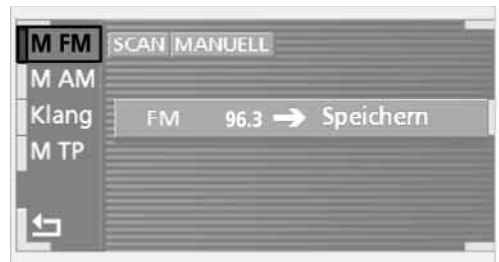 M FM SCAN MANUELL
M AM
Klang FM 96.3 → Speichern
M TP